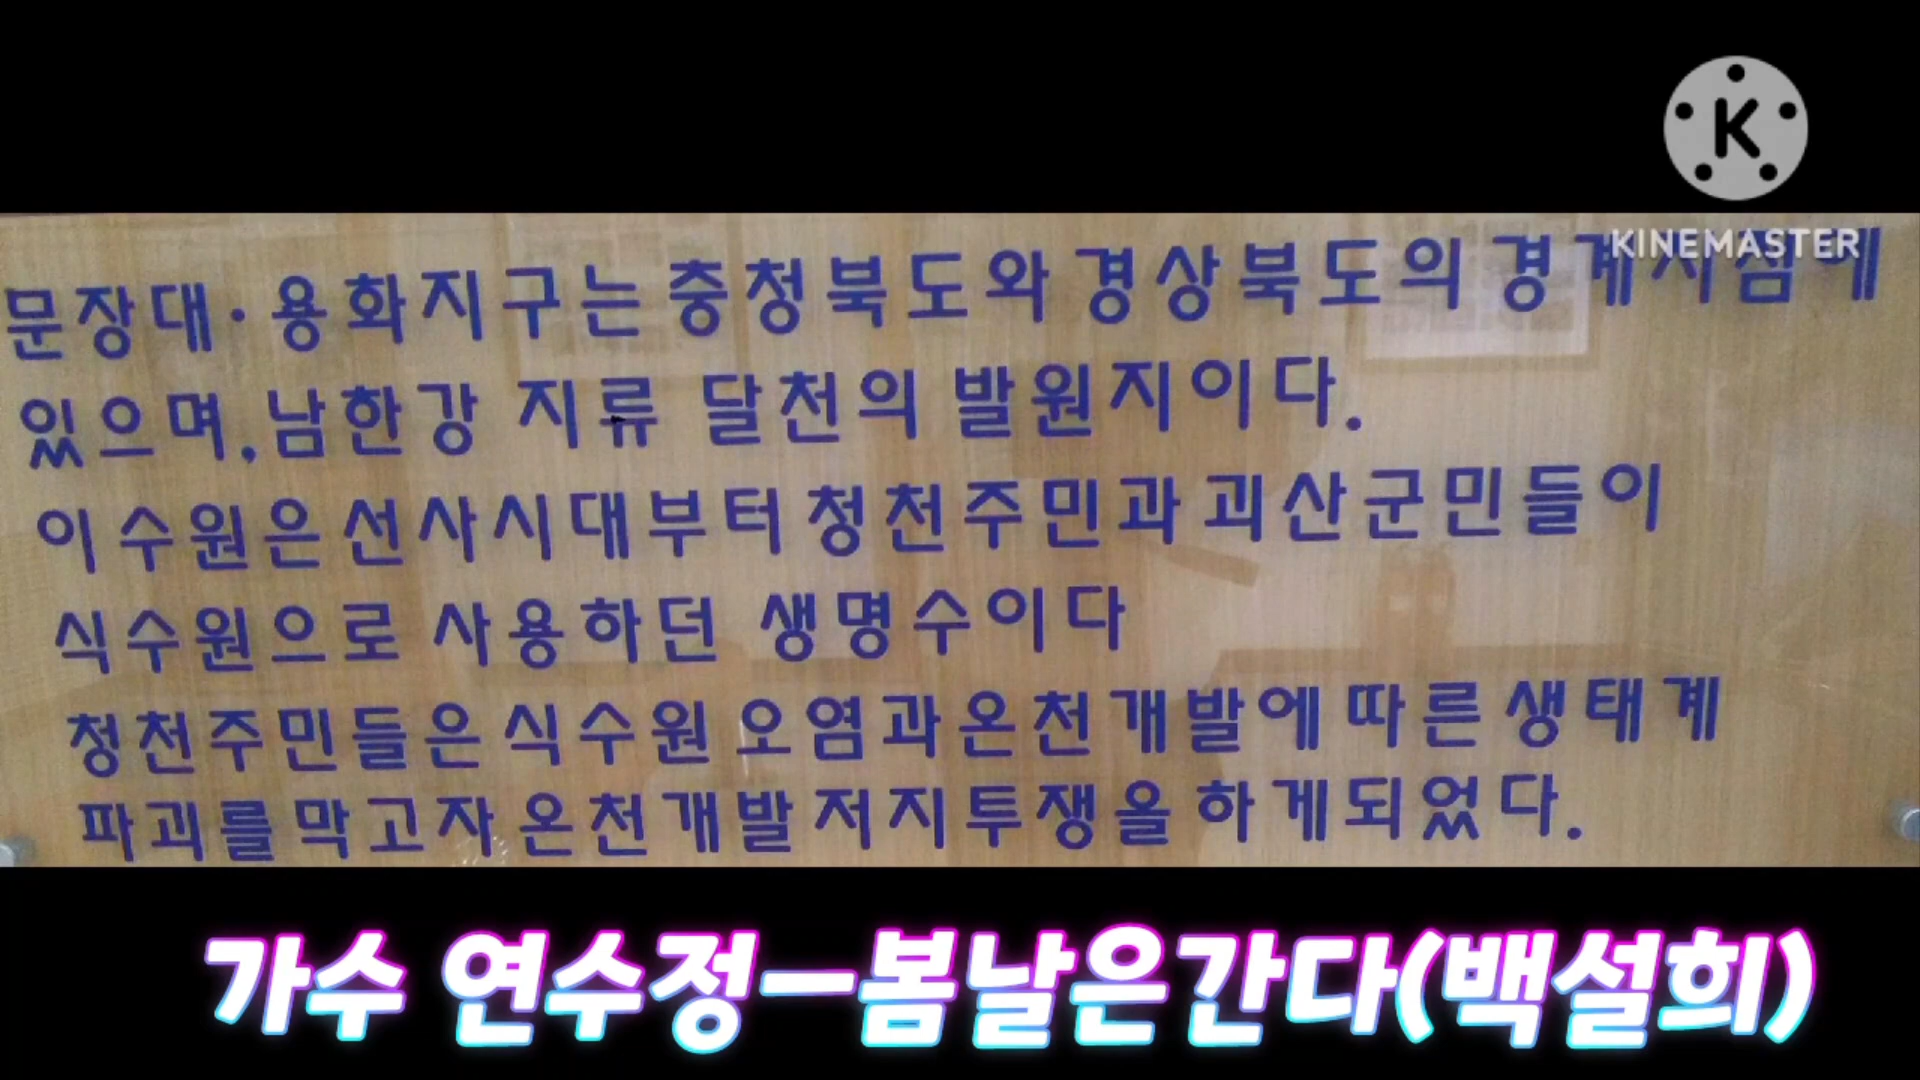 KINEMASTER
문장대·용화지구는 충청북도와 경상북도의 경계지점에
있으며, 남한강 지류 달천의 발원지이다.
이 수원은 선사시대부터 청천주민과 괴산군민들이
식수원으로 사용하던 생명수이다
청천주민들은 식수원 오염과 온천개발에 따른 생태계
파괴를 막고자 온천개발 저지투쟁을 하게되었다.
가수 연수정ㅡ봄날은간다(백설희)